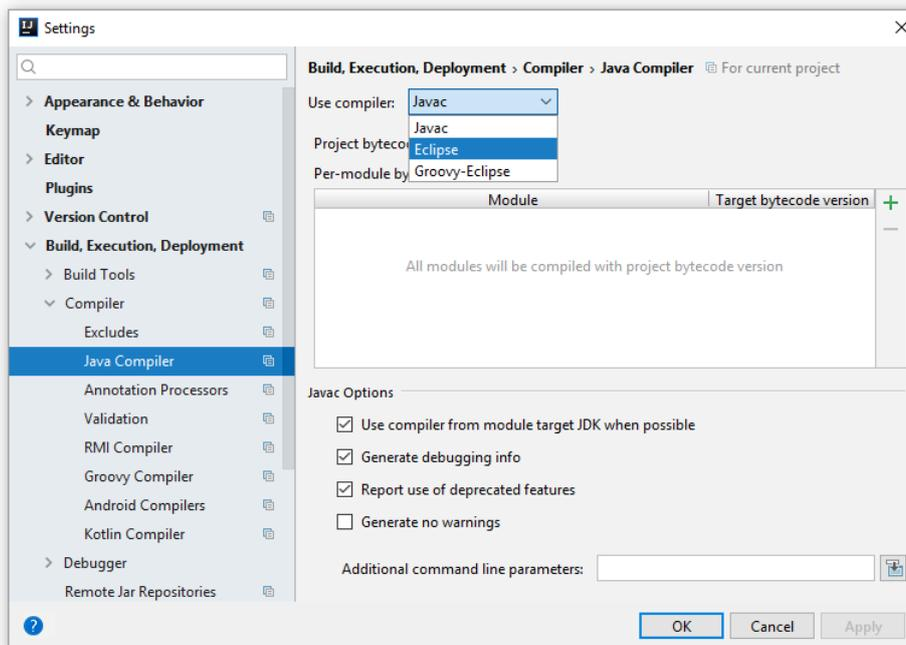 Settings
Build, Execution, Deployment › Compiler › Java Compiler For current project
Appearance & Behavior
Keymap
Editor
Plugins
Version Control
Build, Execution, Deployment
Build Tools
Compiler
Excludes
Java Compiler
Annotation Processors
Validation
RMI Compiler
Groovy Compiler
Android Compilers
Kotlin Compiler
Debugger
Remote Jar Repositories
Use compiler: Javac
Javac
Eclipse
Groovy-Eclipse
Project byteco
Per-module by
Module Target bytecode version
All modules will be compiled with project bytecode version
Javac Options
Use compiler from module target JDK when possible
Generate debugging info
Report use of deprecated features
Generate no warnings
Additional command line parameters:
? OK Cancel Apply